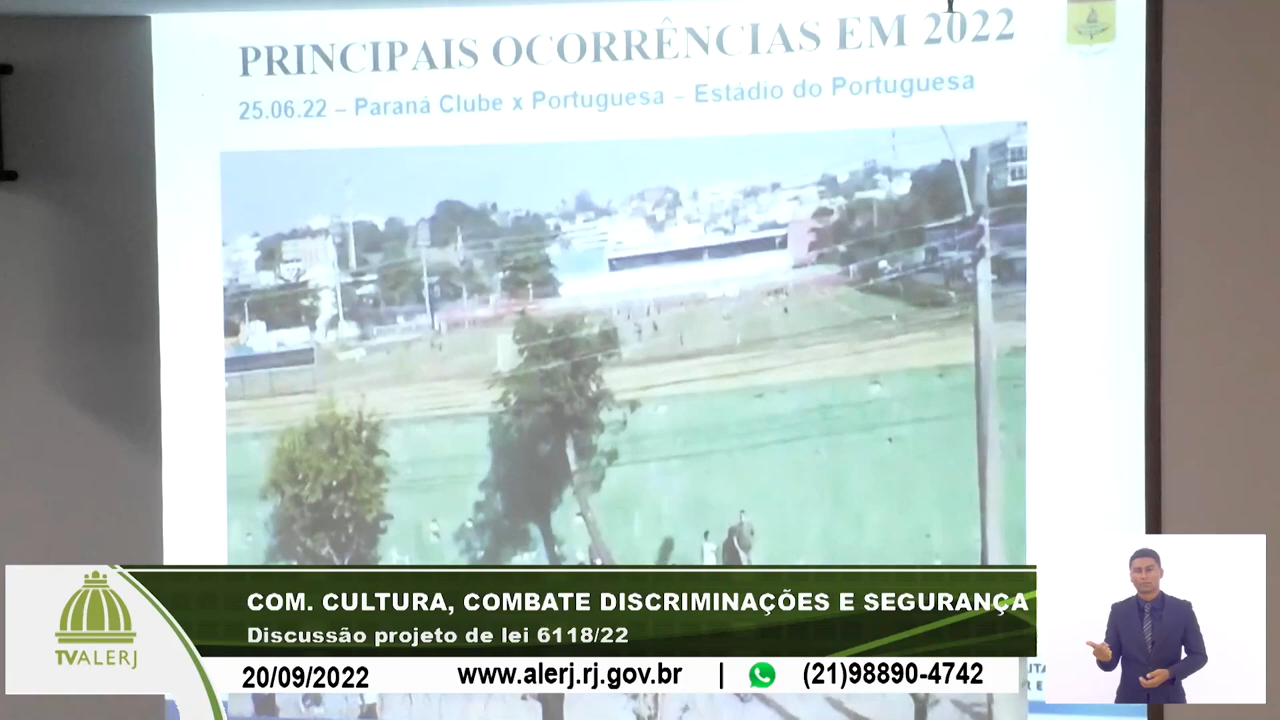 PRINCIPAIS OCORRÊNCIAS EM 2022
25.06.22 – Paraná Clube x Portuguesa – Estádio do Portuguesa
COM. CULTURA, COMBATE DISCRIMINAÇÕES E SEGURANÇA
Discussão projeto de lei 6118/22
TVALERJ
20/09/2022 www.alerj.rj.gov.br | (21)98890-4742